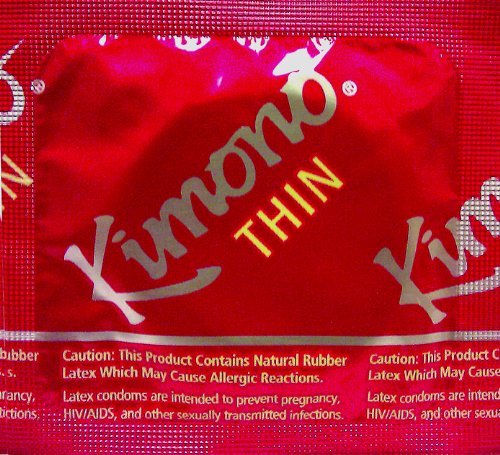 Kimono®
THIN
Kimono
Caution: This Product Contains Natural Rubber
Latex Which May Cause Allergic Reactions.
Latex condoms are intended to prevent pregnancy,
HIV/AIDS, and other sexually transmitted infections.
Caution: This Product C
Latex Which May Cause
Latex condoms are inten
HIV/AIDS, and other sexua